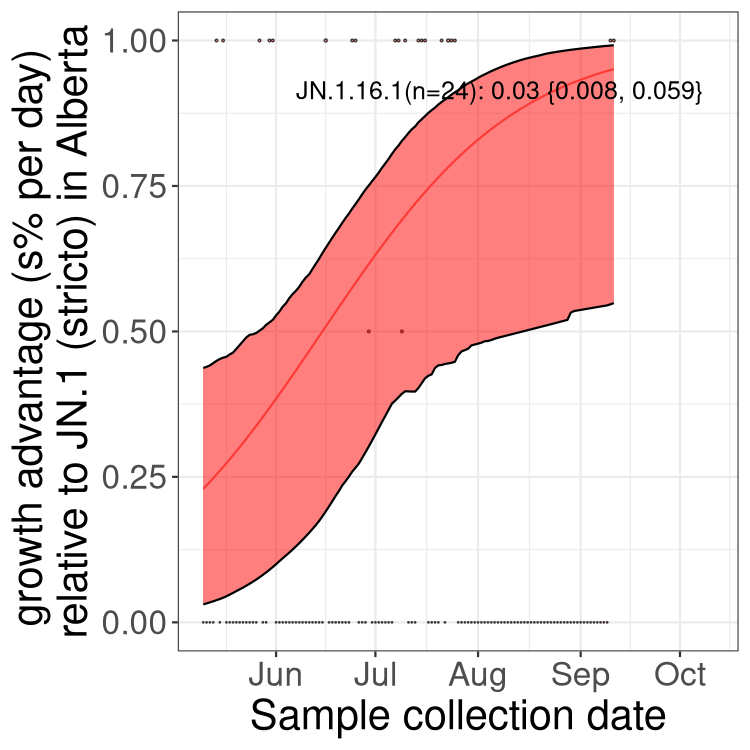 growth advantage (s% per day)
relative to JN.1 (stricto) in Alberta
1.00
0.75
0.50
0.25
0.00
JN.1.16.1(n=24): 0.03 {0.008, 0.059}
Jun Jul Aug Sep Oct
Sample collection date